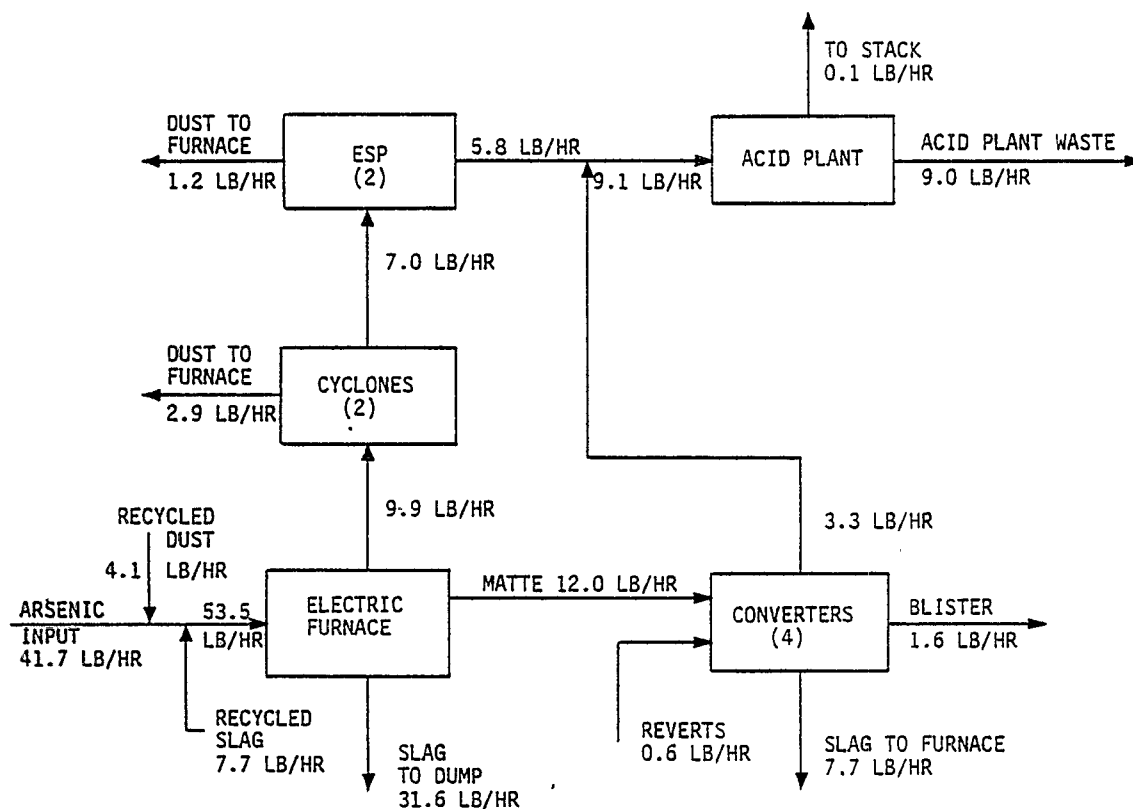 TO STACK
0.1 LB/HR
DUST TO
FURNACE
1.2 LB/HR
ESP
(2)
5.8 LB/HR
9.1 LB/HR
ACID PLANT
ACID PLANT WASTE
9.0 LB/HR
7.0 LB/HR
DUST TO
FURNACE
2.9 LB/HR
CYCLONES
(2)
9.9 LB/HR
3.3 LB/HR
RECYCLED
DUST
4.1 LB/HR
ARSENIC
INPUT
41.7 LB/HR
53.5
LB/HR
ELECTRIC
FURNACE
MATTE 12.0 LB/HR
CONVERTERS
(4)
BLISTER
1.6 LB/HR
RECYCLED
SLAG
7.7 LB/HR
SLAG
TO DUMP
31.6 LB/HR
REVERTS
0.6 LB/HR
SLAG TO FURNACE
7.7 LB/HR